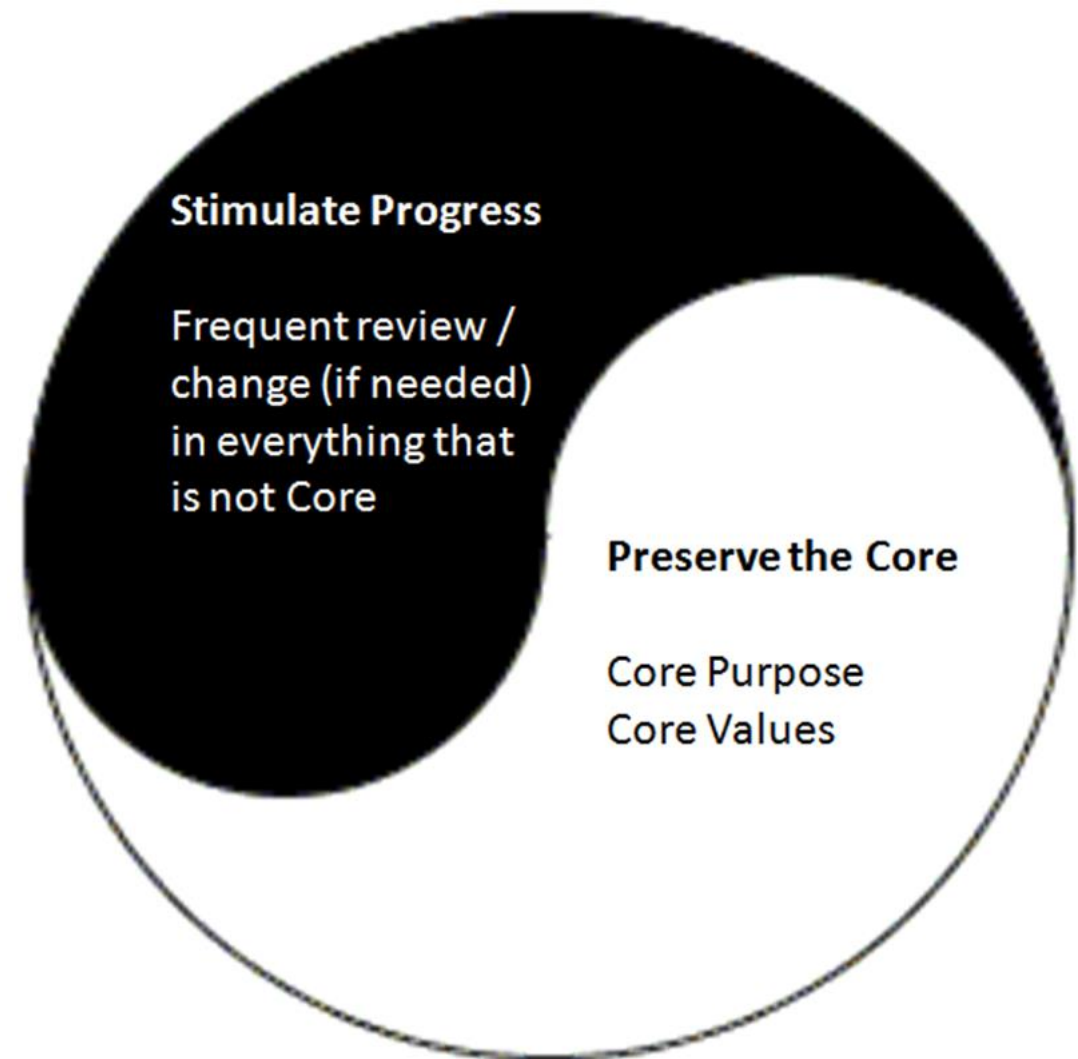 Stimulate Progress
Frequent review /
change (if needed)
in everything that
is not Core
Preserve the Core
Core Purpose
Core Values